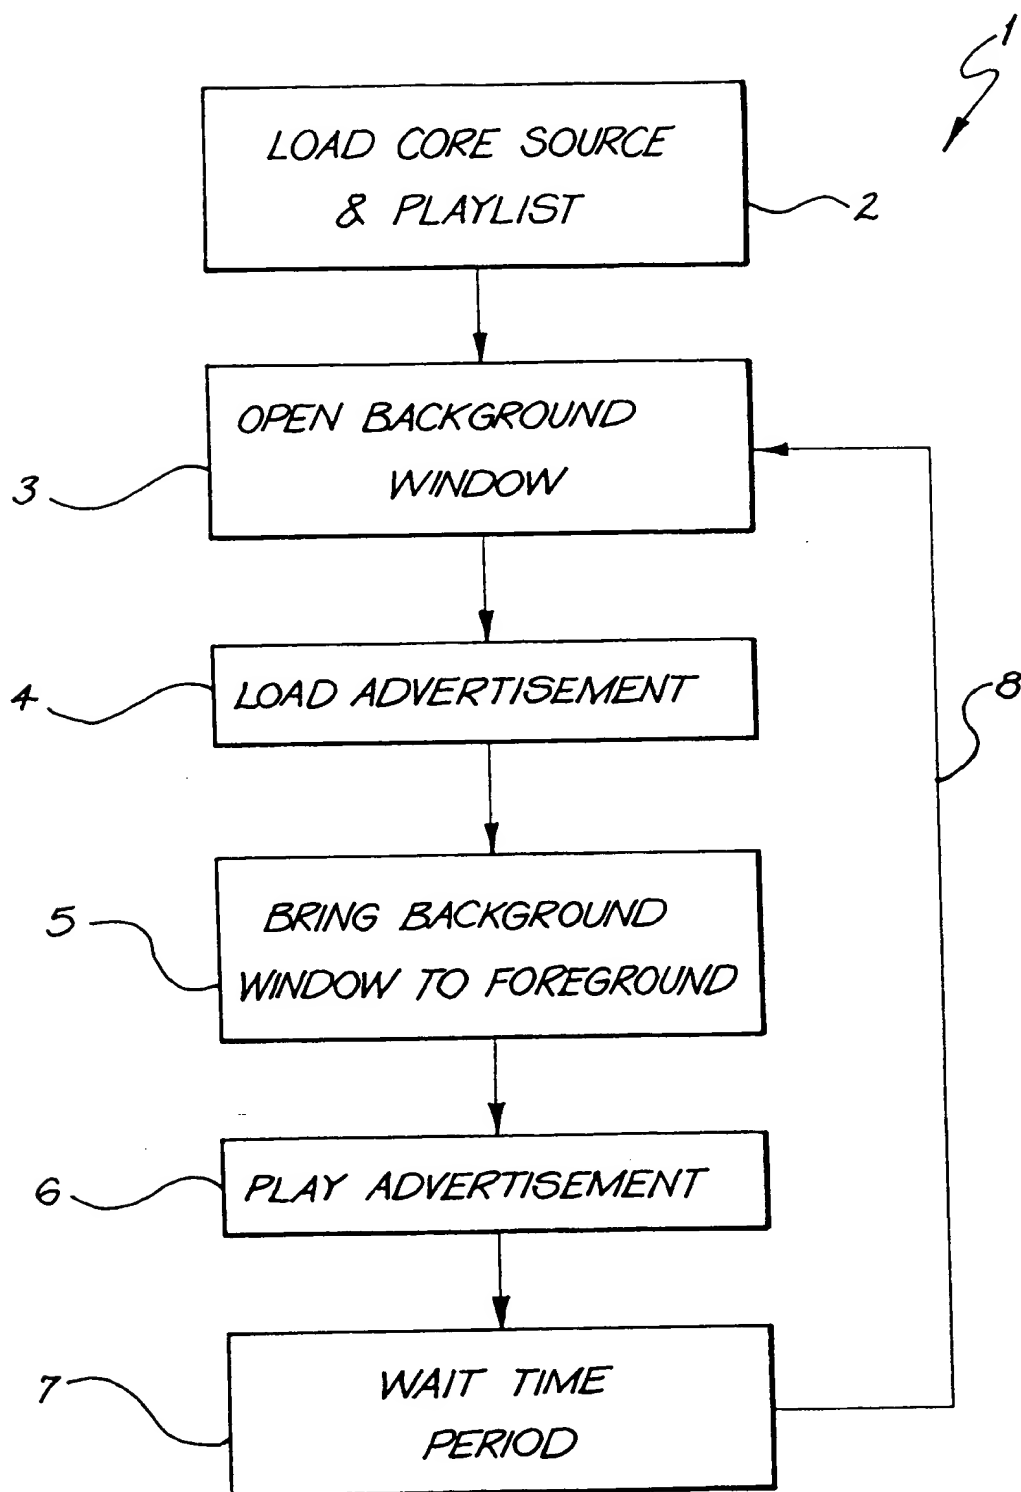 1
LOAD CORE SOURCE
& PLAYLIST
2
OPEN BACKGROUND
WINDOW
3
4
LOAD ADVERTISEMENT
8
5
BRING BACKGROUND
WINDOW TO FOREGROUND
6
PLAY ADVERTISEMENT
7
WAIT TIME
PERIOD